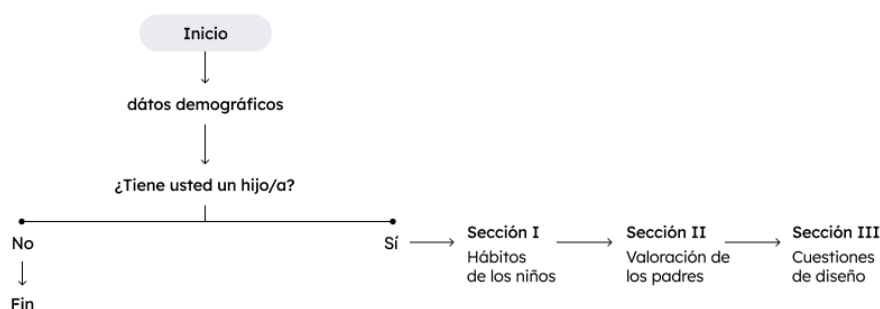 Inicio
dátos demográficos
¿Tiene usted un hijo/a?
No
Fin
Sí
Sección I
Hábitos
de los niños
Sección II
Valoración de
los padres
Sección III
Cuestiones
de diseño